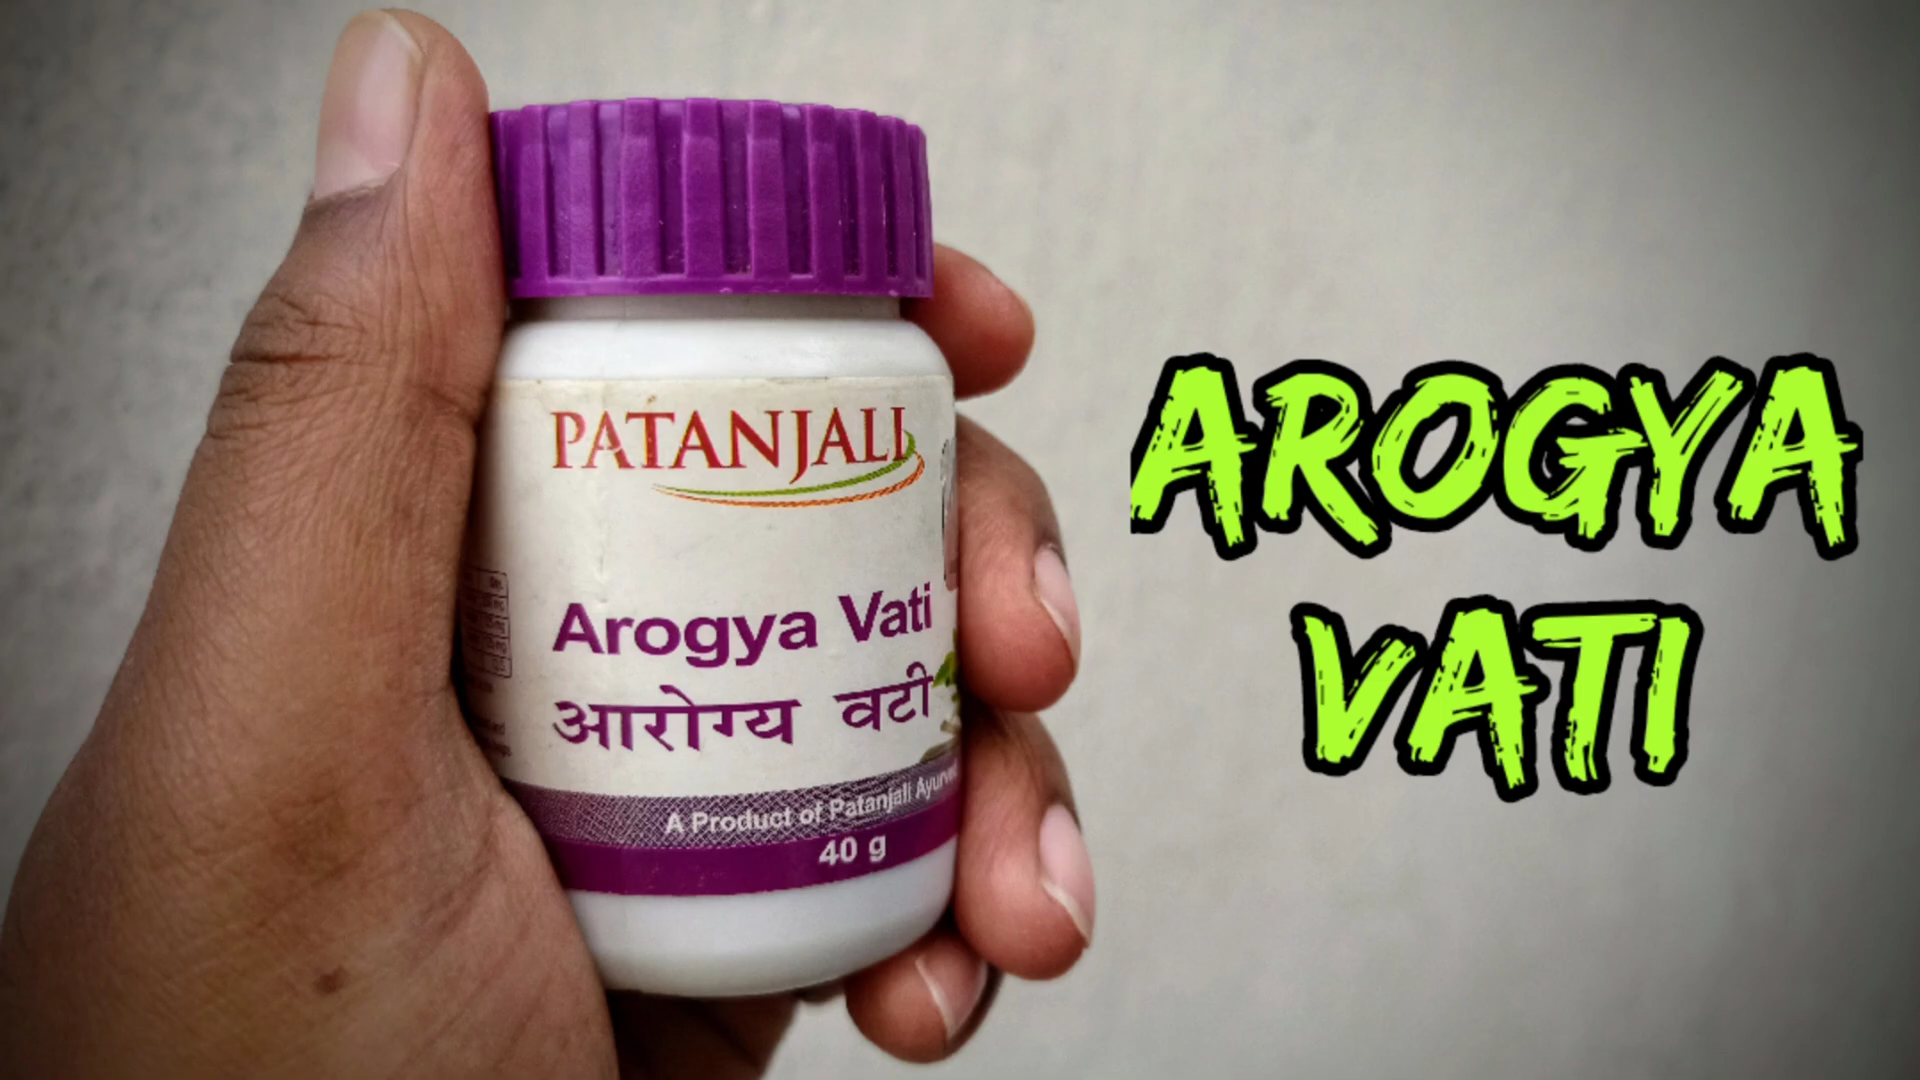 PATANJALI
Arogya Vati
आरोग्य वटी
A Product of Patanjali
40 g
AROGYA
VATI